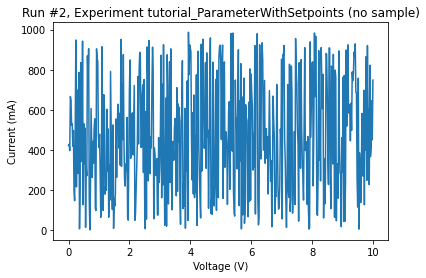 Run #2, Experiment tutorial_ParameterWithSetpoints (no sample)
1000
800
600
400
200
0
Current (mA)
0 2 4 6 8 10
Voltage (V)